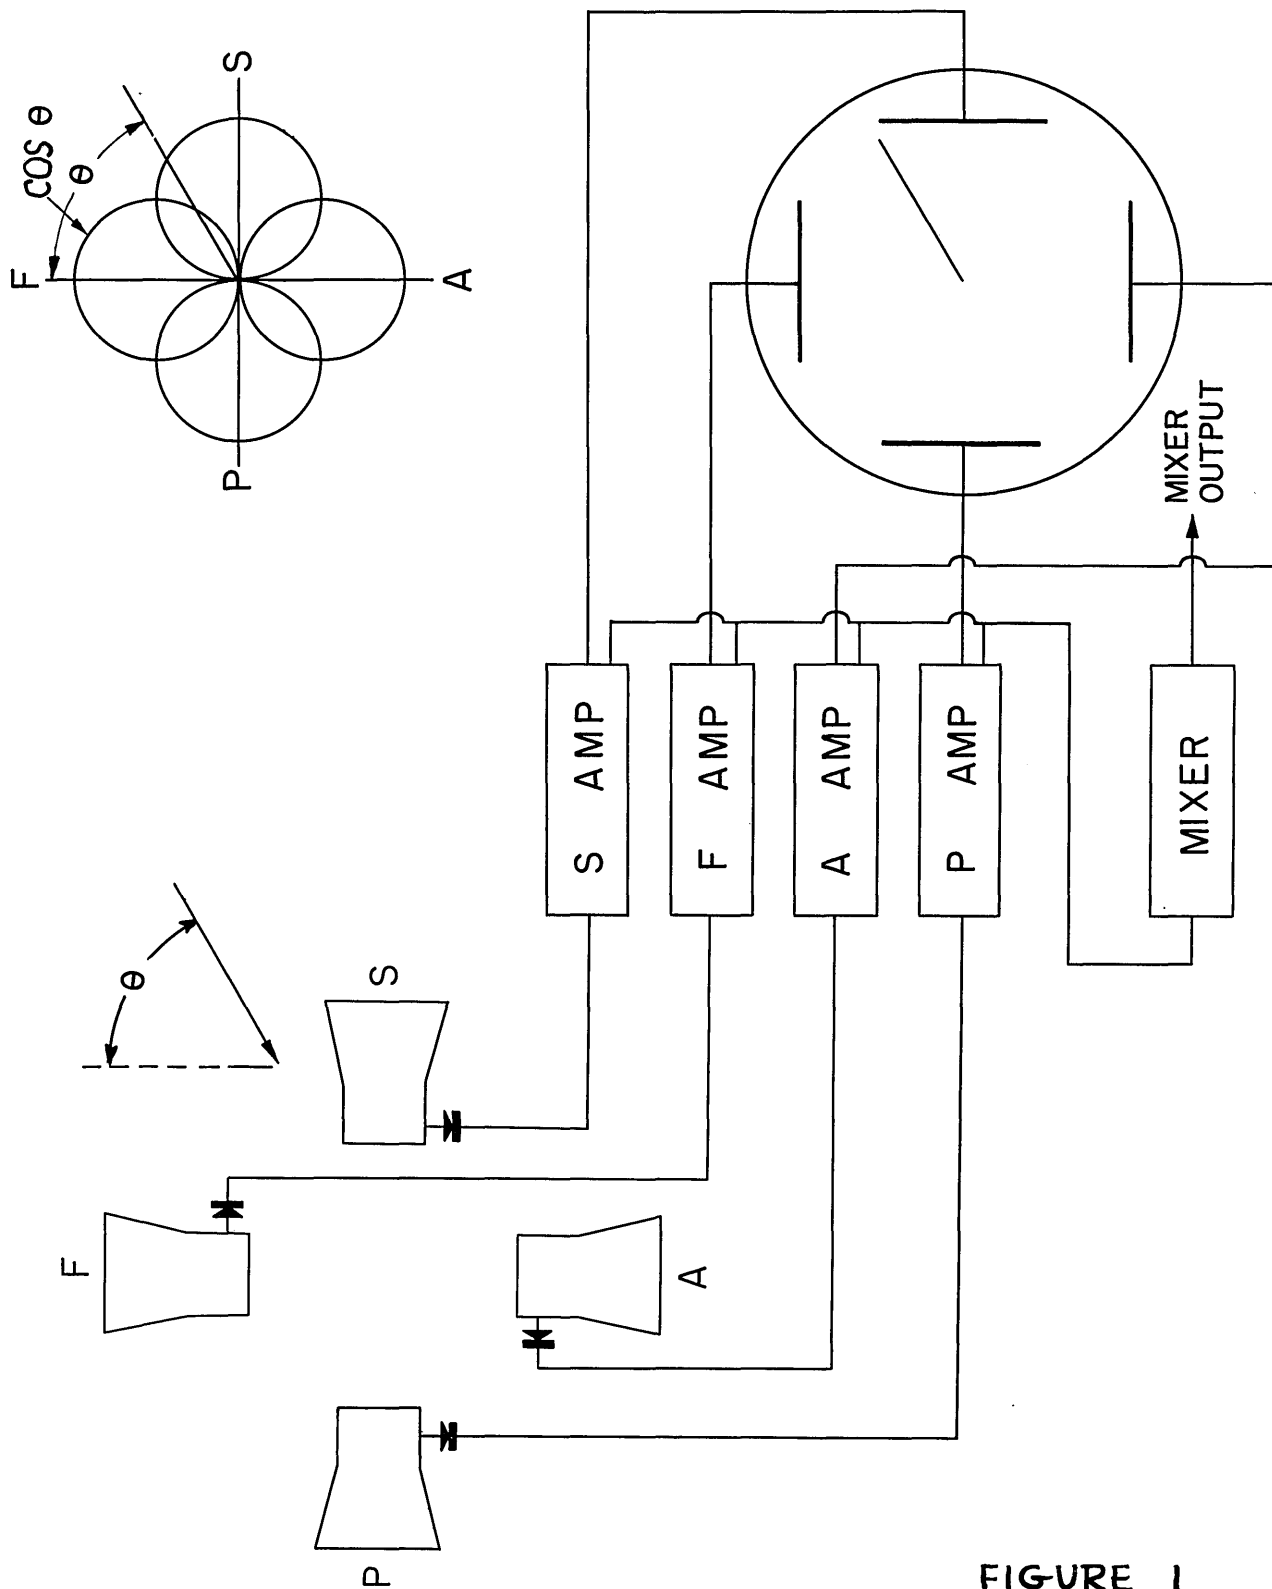 COS θ
F
θ
S
P
A
θ
F
S
A
P
S AMP
F AMP
A AMP
P AMP
MIXER
MIXER
OUTPUT
FIGURE 1